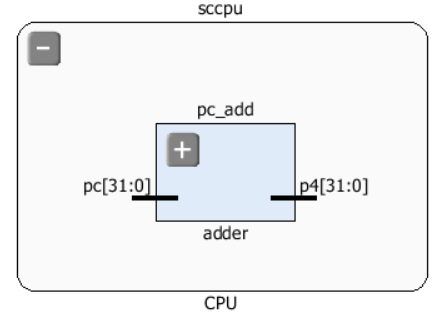 sccpu
pc_add
pc[31:0]
p4[31:0]
adder
CPU